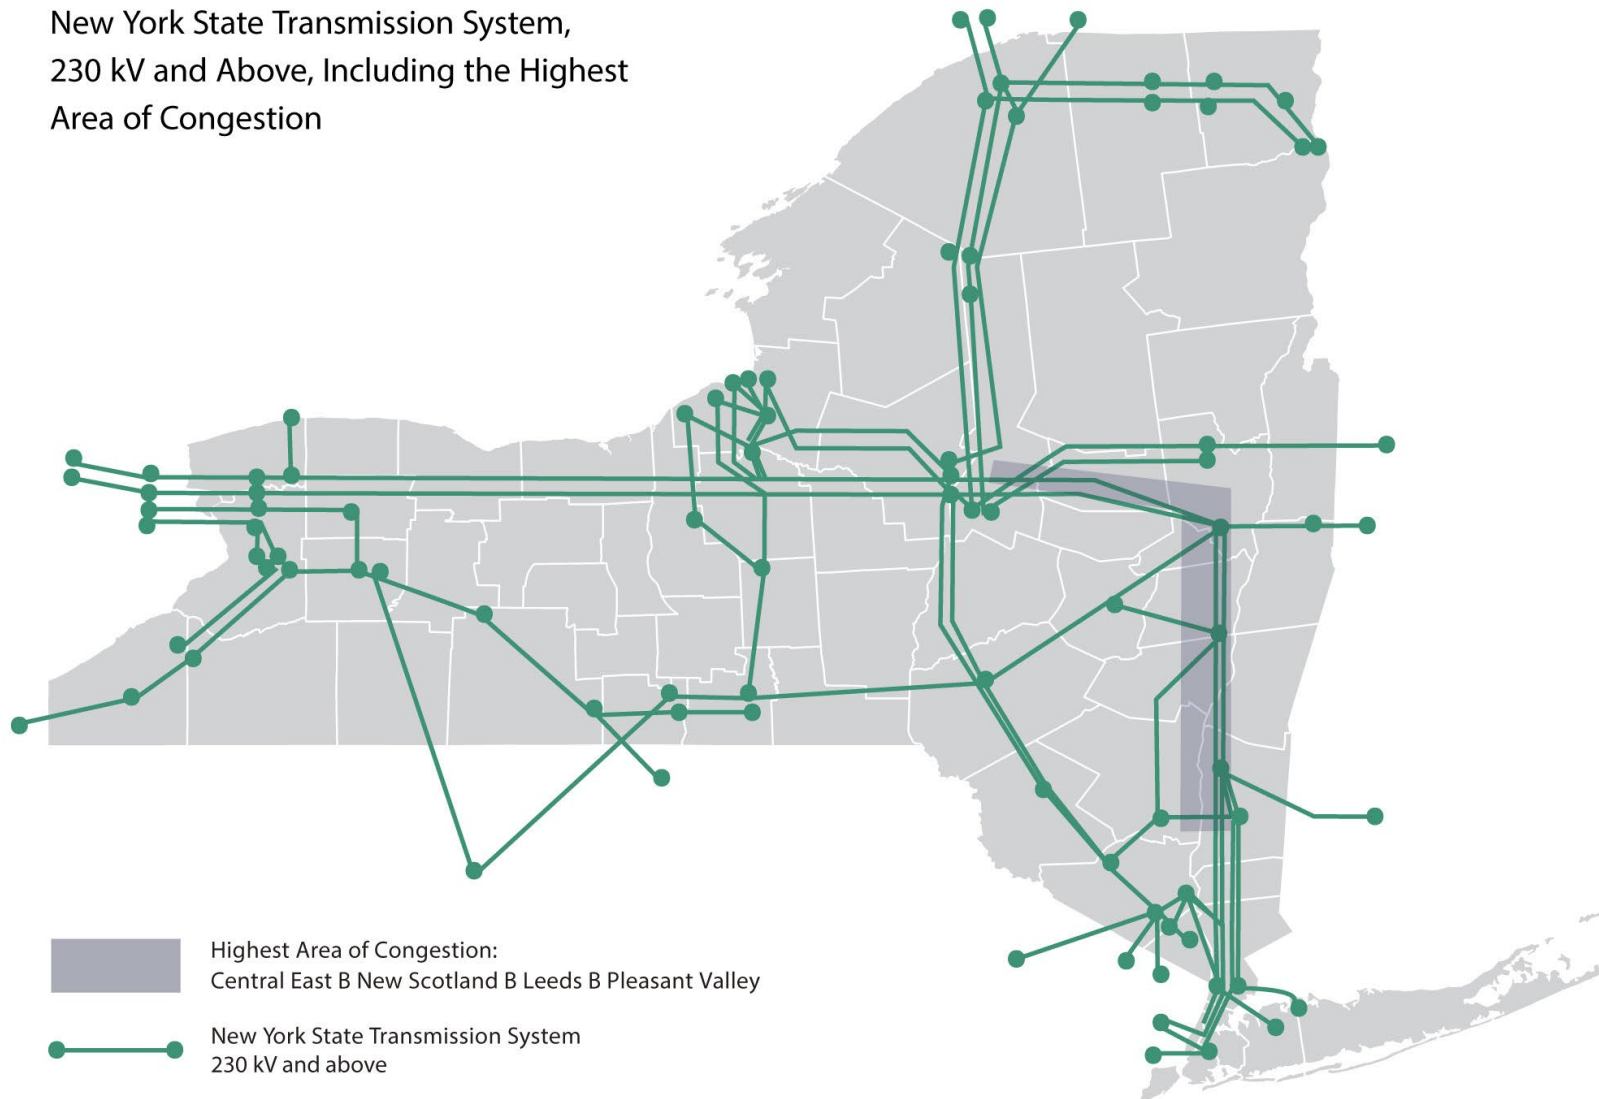 New York State Transmission System,
230 kV and Above, Including the Highest
Area of Congestion
Highest Area of Congestion:
Central East B New Scotland B Leeds B Pleasant Valley
New York State Transmission System
230 kV and above